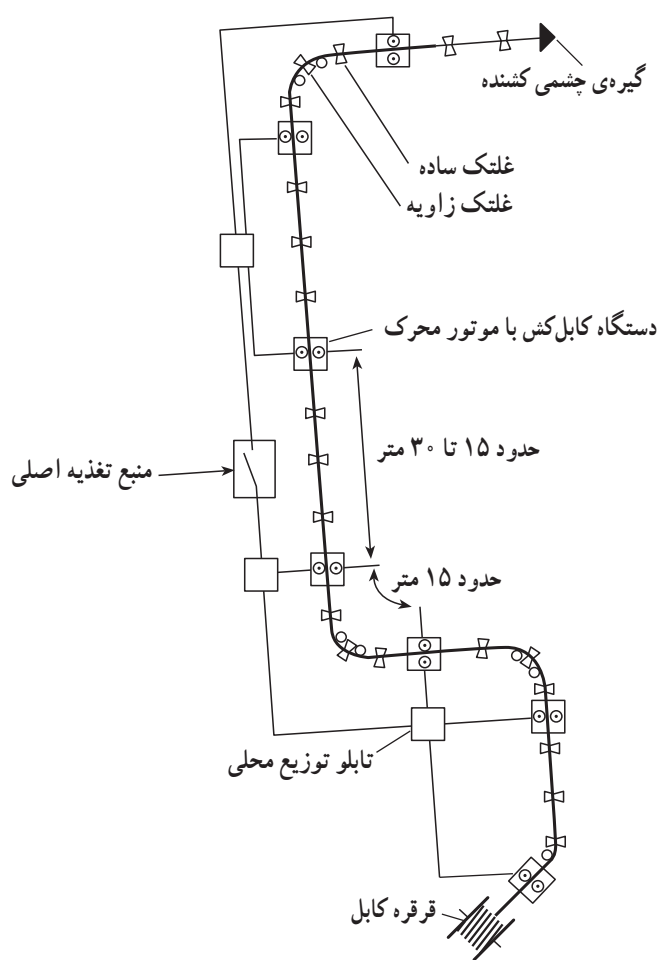 گیره‌ی چشمی کشنده
غلتک ساده
غلتک زاویه
دستگاه کابل‌کش با موتور محرک
حدود ۱۵ تا ۳۰ متر
منبع تغذیه اصلی
حدود ۱۵ متر
تابلو توزیع محلی
قرقره کابل